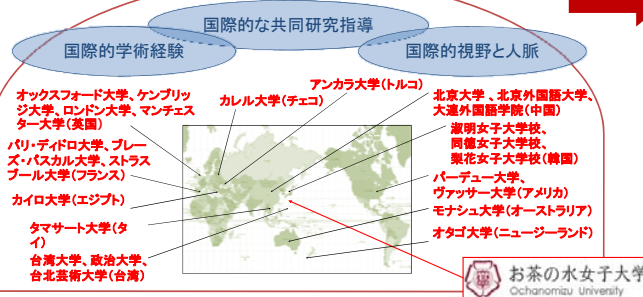 国際的な共同研究指導
国際的学術経験
国際的視野と人脈
オックスフォード大学、ケンブリッ
ジ大学、ロンドン大学、マンチェス
ター大学(英国)
パリ・ディドロ大学、ブレー
ズ・パスカル大学、ストラス
ブール大学(フランス)
カイロ大学(エジプト)
タマサート大学(タ
イ)
台湾大学、政治大学、
台北芸術大学(台湾)
カレル大学(チェコ)
アンカラ大学(トルコ)
北京大学、北京外国語大学、
大連外国語学院(中国)
淑明女子大学校、
同徳女子大学校、
梨花女子大学校(韓国)
パーデュー大学、
ヴァッサー大学(アメリカ)
モナシュ大学(オーストラリア)
オタゴ大学(ニュージーランド)
お茶の水女子大学
Ochanomizu University